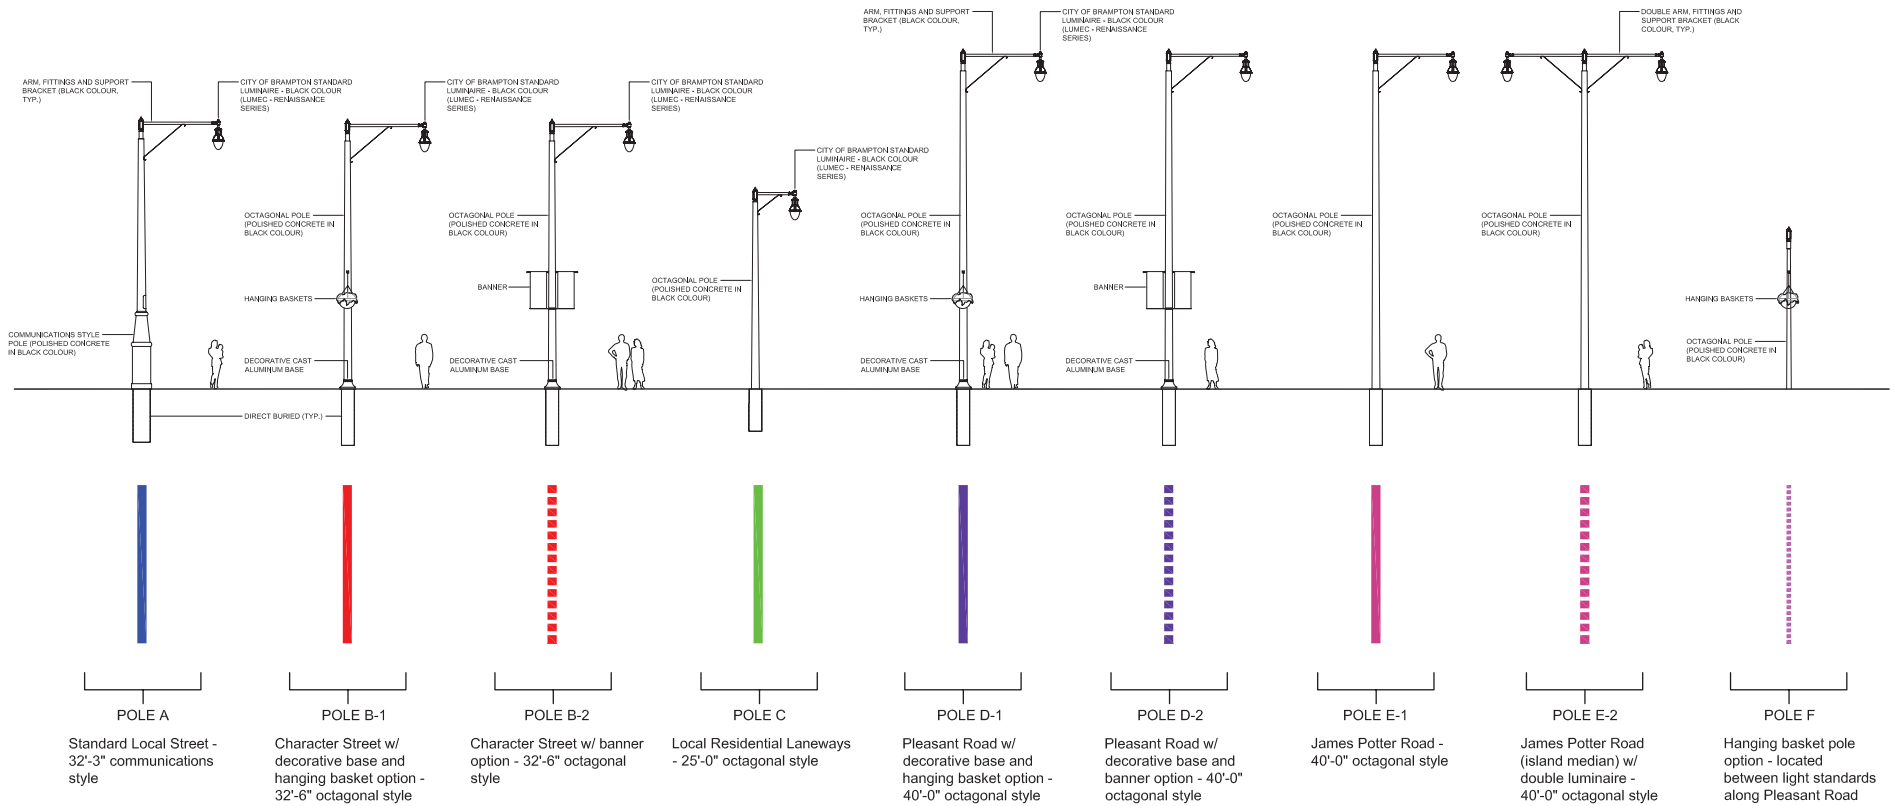 ARM, FITTINGS AND SUPPORT
BRACKET (BLACK COLOUR,
TYP.)
CITY OF BRAMPTON STANDARD
LUMINAIRE - BLACK COLOUR
(LUMEC - RENAISSANCE
SERIES)
COMMUNICATIONS STYLE
POLE (POLISHED CONCRETE
IN BLACK COLOUR)
DIRECT BURIED (TYP.)
CITY OF BRAMPTON STANDARD
LUMINAIRE - BLACK COLOUR
(LUMEC - RENAISSANCE
SERIES)
OCTAGONAL POLE
(POLISHED CONCRETE IN
BLACK COLOUR)
HANGING BASKETS
DECORATIVE CAST
ALUMINUM BASE
CITY OF BRAMPTON STANDARD
LUMINAIRE - BLACK COLOUR
(LUMEC - RENAISSANCE
SERIES)
OCTAGONAL POLE
(POLISHED CONCRETE IN
BLACK COLOUR)
BANNER
DECORATIVE CAST
ALUMINUM BASE
CITY OF BRAMPTON STANDARD
LUMINAIRE - BLACK COLOUR
(LUMEC - RENAISSANCE
SERIES)
OCTAGONAL POLE
(POLISHED CONCRETE IN
BLACK COLOUR)
ARM, FITTINGS AND SUPPORT
BRACKET (BLACK COLOUR,
TYP.)
CITY OF BRAMPTON STANDARD
LUMINAIRE - BLACK COLOUR
(LUMEC - RENAISSANCE
SERIES)
OCTAGONAL POLE
(POLISHED CONCRETE IN
BLACK COLOUR)
HANGING BASKETS
DECORATIVE CAST
ALUMINUM BASE
OCTAGONAL POLE
(POLISHED CONCRETE IN
BLACK COLOUR)
BANNER
DECORATIVE CAST
ALUMINUM BASE
OCTAGONAL POLE
(POLISHED CONCRETE IN
BLACK COLOUR)
DOUBLE ARM, FITTINGS AND
SUPPORT BRACKET (BLACK
COLOUR, TYP.)
OCTAGONAL POLE
(POLISHED CONCRETE IN
BLACK COLOUR)
HANGING BASKETS
OCTAGONAL POLE
(POLISHED CONCRETE IN
BLACK COLOUR)
POLE A
Standard Local Street -
32'-3" communications
style
POLE B-1
Character Street w/
decorative base and
hanging basket option -
32'-6" octagonal style
POLE B-2
Character Street w/ banner
option - 32'-6" octagonal
style
POLE C
Local Residential Laneways
- 25'-0" octagonal style
POLE D-1
Pleasant Road w/
decorative base and
hanging basket option -
40'-0" octagonal style
POLE D-2
Pleasant Road w/
decorative base and
banner option - 40'-0"
octagonal style
POLE E-1
James Potter Road -
40'-0" octagonal style
POLE E-2
James Potter Road
(island median) w/
double luminaire -
40'-0" octagonal style
POLE F
Hanging basket pole
option - located
between light standards
along Pleasant Road